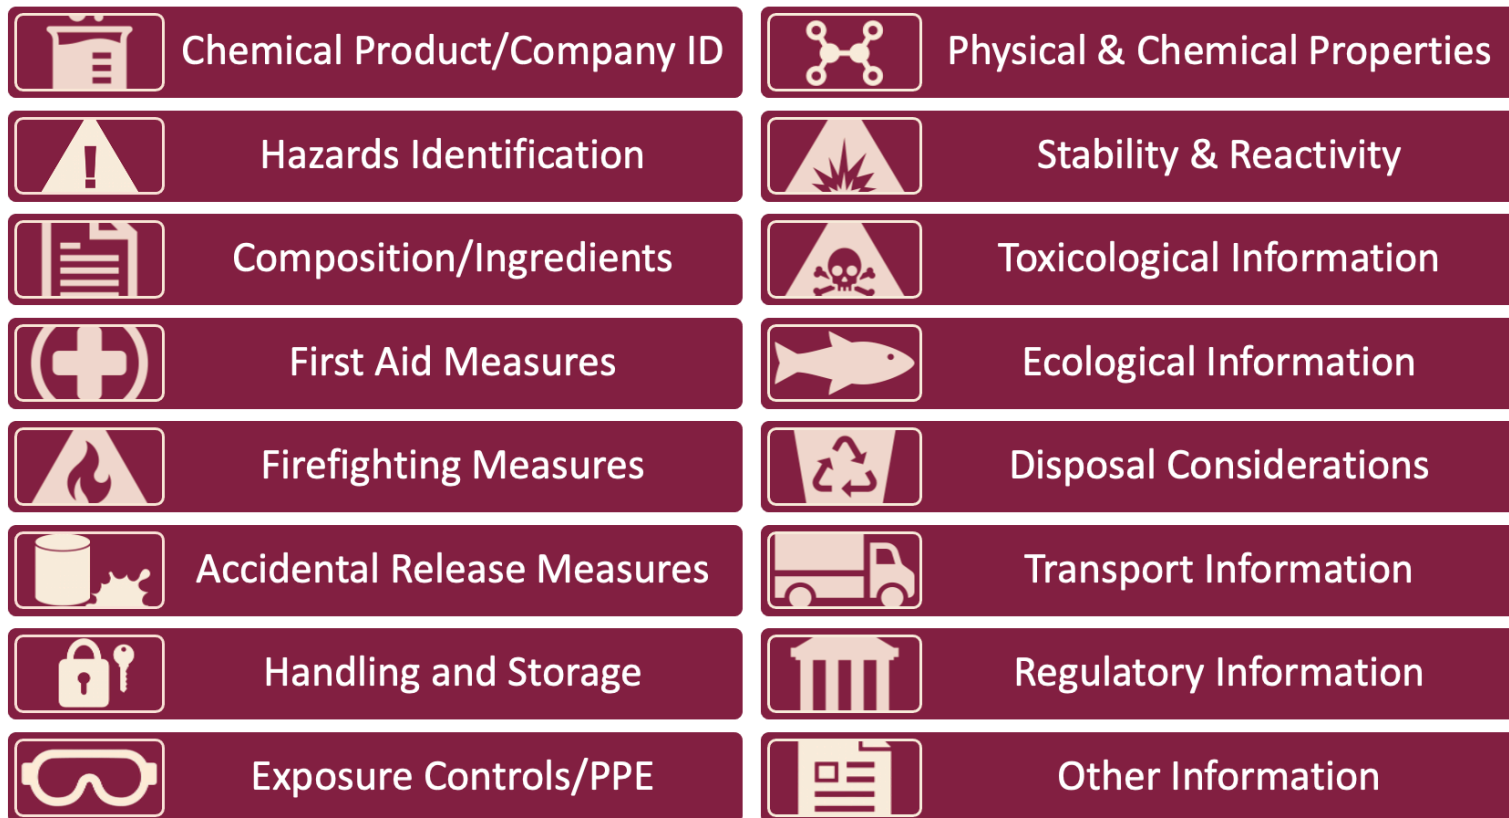 Chemical Product/Company ID
Hazards Identification
Composition/Ingredients
First Aid Measures
Firefighting Measures
Accidental Release Measures
Handling and Storage
Exposure Controls/PPE
Physical & Chemical Properties
Stability & Reactivity
Toxicological Information
Ecological Information
Disposal Considerations
Transport Information
Regulatory Information
Other Information